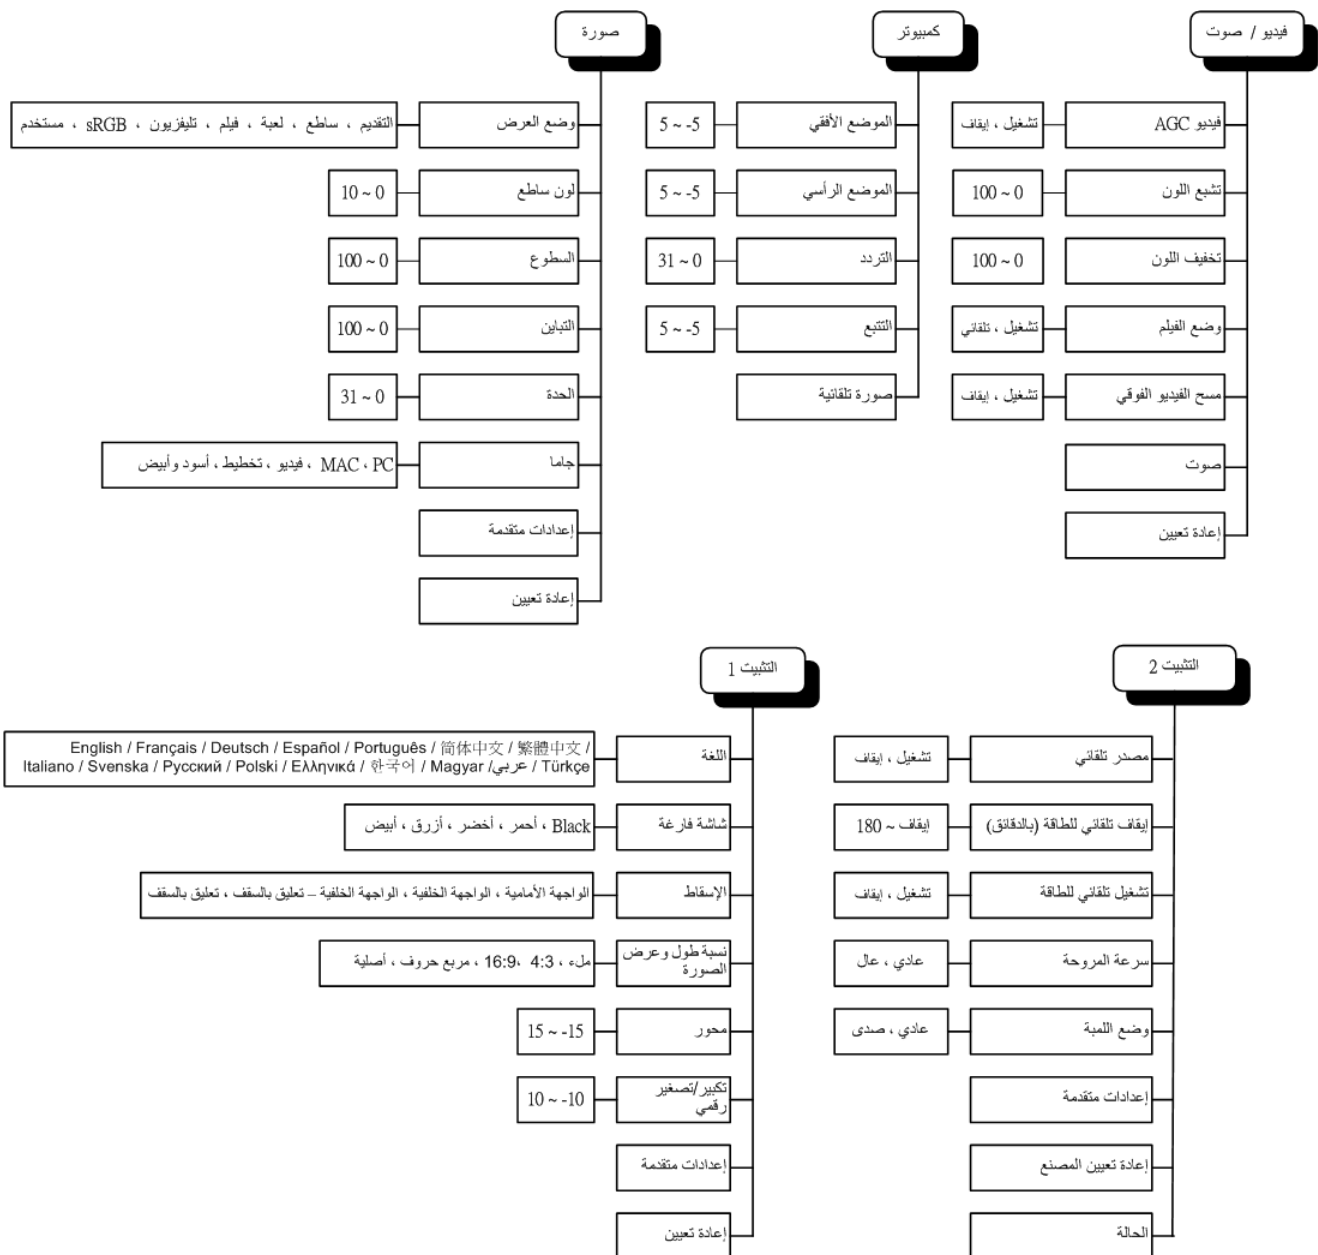 صورة
وضع العرض
التقديم ، ساطع ، لعبة ، فيلم ، تليفزيون ، sRGB ، مستخدم
لون ساطع
0 ~ 10
السطوع
0 ~ 100
التباين
0 ~ 100
الحدة
0 ~ 31
جاما
PC ، MAC ، فيديو ، تخطيط ، أسود وأبيض
إعدادات متقدمة
إعادة تعيين
كمبيوتر
الموضع الأفقي
5 ~ -5
الموضع الرأسي
5 ~ -5
التردد
0 ~ 31
التتبع
5 ~ -5
صورة تلقائية
فيديو / صوت
فيديو AGC
تشغيل ، إيقاف
تشبع اللون
0 ~ 100
تخفيف اللون
0 ~ 100
وضع الفيلم
تشغيل ، تلقائي
مسح الفيديو الفوقي
تشغيل ، إيقاف
صوت
إعادة تعيين
التثبيت 1
اللغة
English / Français / Deutsch / Español / Português / 简体中文 / 繁體中文 /
Italiano / Svenska / Русский / Polski / Ελληνικά / 한국어 / Magyar /عربي / Türkçe
شاشة فارغة
Black ، أحمر ، أخضر ، أزرق ، أبيض
الإسقاط
الواجهة الأمامية ، الواجهة الخلفية ، الواجهة الخلفية – تعليق بالسقف ، تعليق بالسقف
نسبة طول وعرض
الصورة
ملء ، 4:3 ،16:9 ، مربع حروف ، أصلية
محور
15 ~ -15
تكبير/تصغير
رقمي
10 ~ -10
إعدادات متقدمة
إعادة تعيين
التثبيت 2
مصدر تلقائي
تشغيل ، إيقاف
إيقاف تلقائي للطاقة (بالدقائق)
إيقاف ~ 180
تشغيل تلقائي للطاقة
تشغيل ، إيقاف
سرعة المروحة
عادي ، عال
وضع اللمبة
عادي ، صدى
إعدادات متقدمة
إعادة تعيين المصنع
الحالة